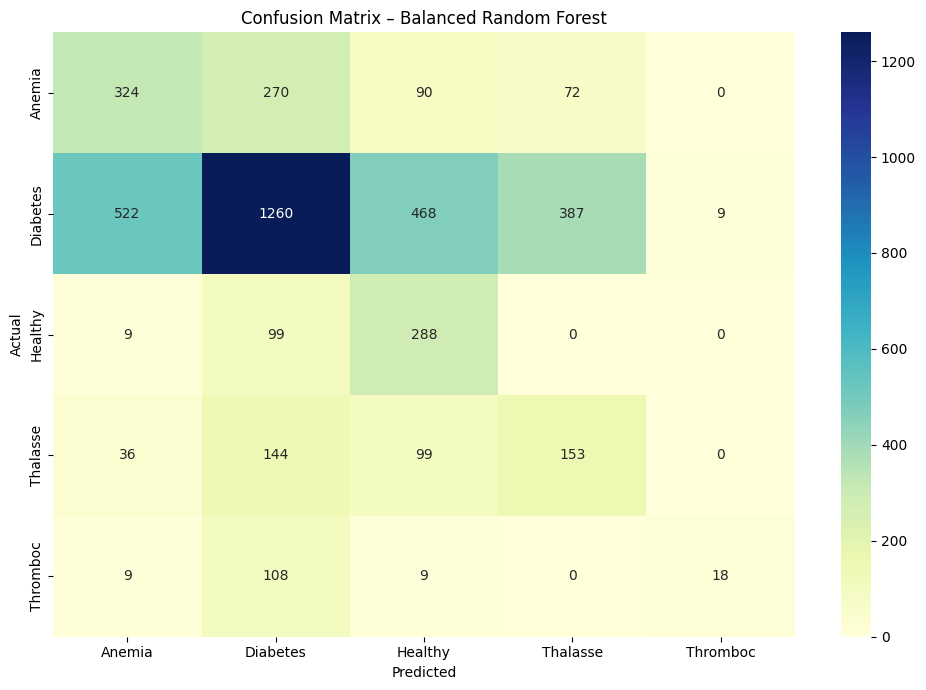 Confusion Matrix – Balanced Random Forest
Actual
Anemia 324 270 90 72 0
Diabetes 522 1260 468 387 9
Healthy 9 99 288 0 0
Thalasse 36 144 99 153 0
Thromboc 9 108 9 0 18
Anemia Diabetes Healthy Thalasse Thromboc
Predicted
1200
1000
800
600
400
200
0